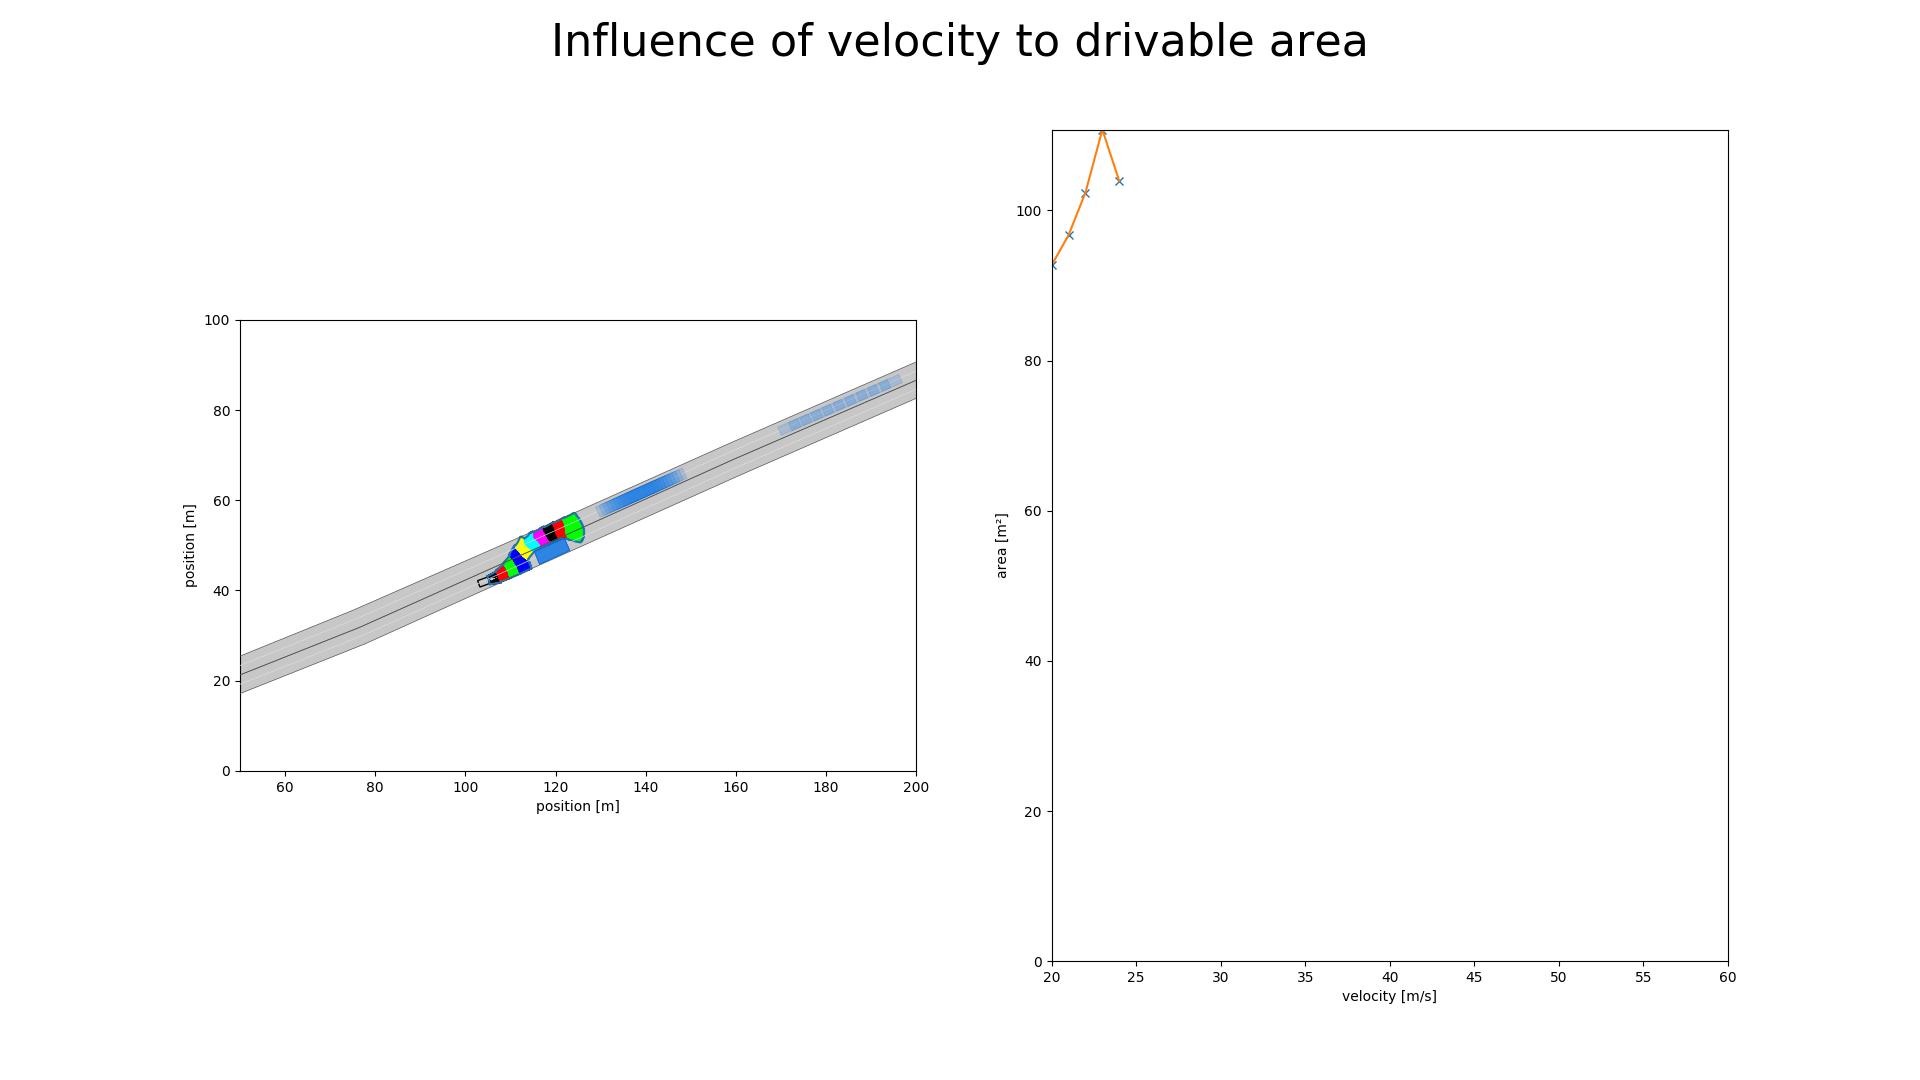 Influence of velocity to drivable area
100
80
60
40
20
0
position [m]
60 80 100 120 140 160 180 200
position [m]
100
80
60
40
20
0
area [m²]
20 25 30 35 40 45 50 55 60
velocity [m/s]